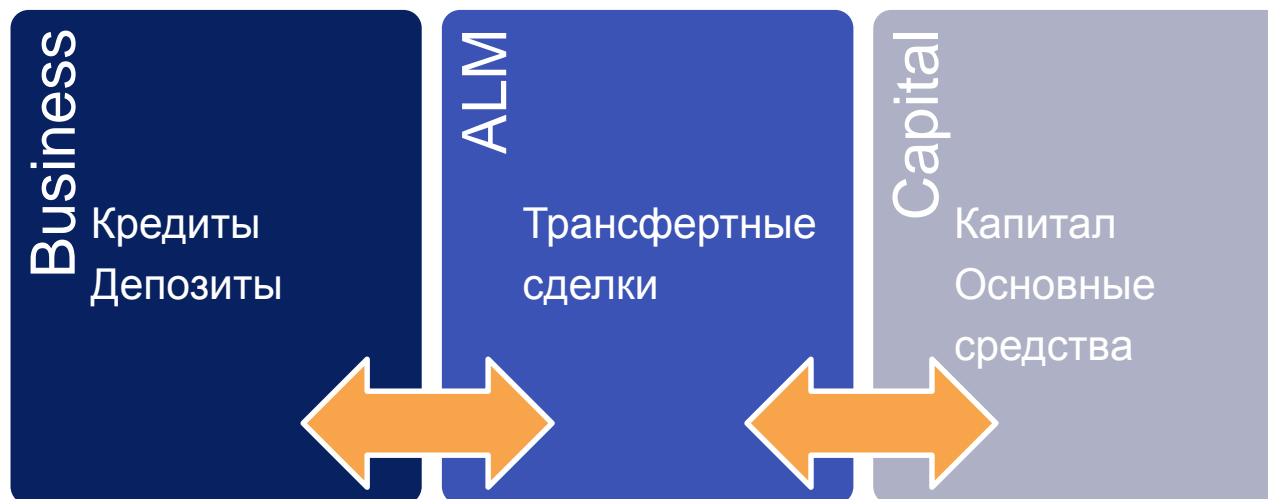 Business
Кредиты
Депозиты
ALM
Трансфертные
сделки
Capital
Капитал
Основные
средства